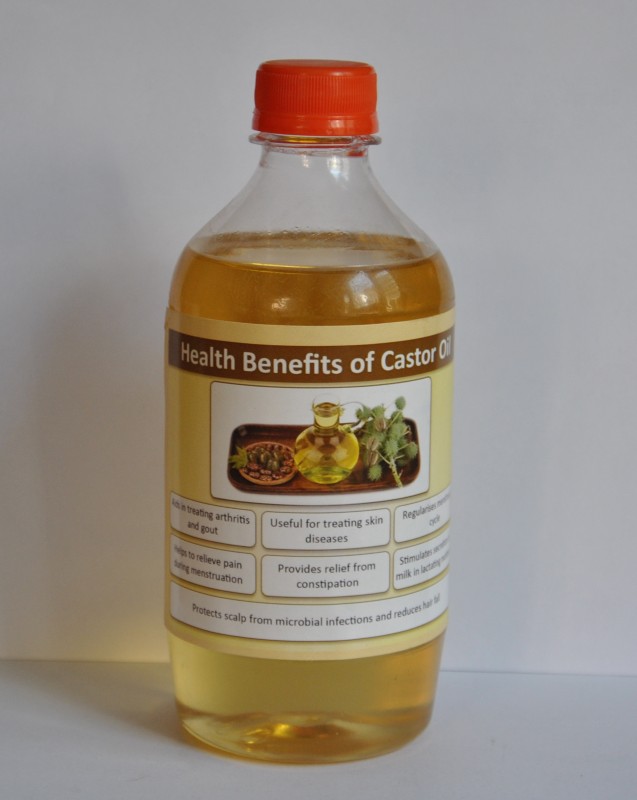 Health Benefits of Castor Oil
Aids in treating arthritis
and gout
Useful for treating skin
diseases
Regularises
cycle
Helps to relieve pain
during menstruation
Provides relief from
constipation
Stimulates
milk in lactating
Protects scalp from microbial infections and reduces hair fall